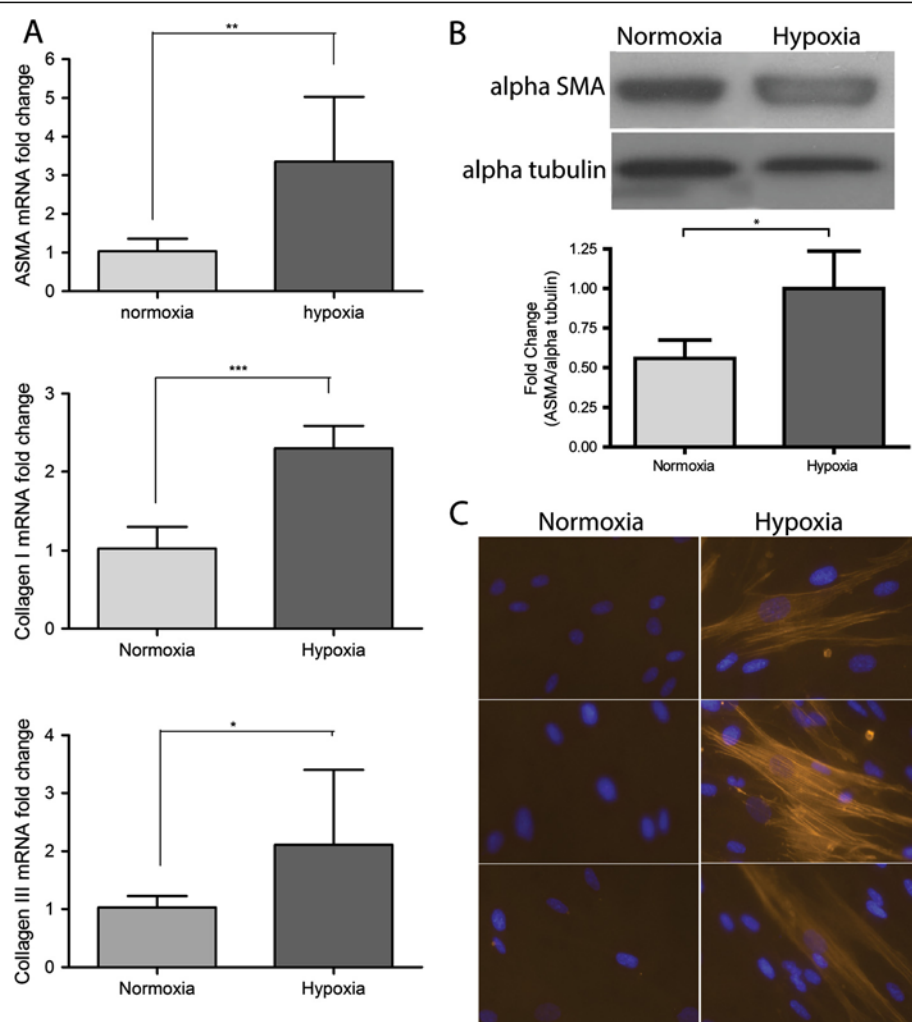 A
**
ASMA mRNA fold change
6
5
4
3
2
1
0
normoxia
hypoxia
***
Collagen I mRNA fold change
3
2
1
0
Normoxia
Hypoxia
*
Collagen III mRNA fold change
4
3
2
1
0
Normoxia
Hypoxia
B
Normoxia
Hypoxia
alpha SMA
alpha tubulin
*
Fold Change
(ASMA/alpha tubulin)
1.25
1.00
0.75
0.50
0.25
0.00
Normoxia
Hypoxia
C
Normoxia
Hypoxia